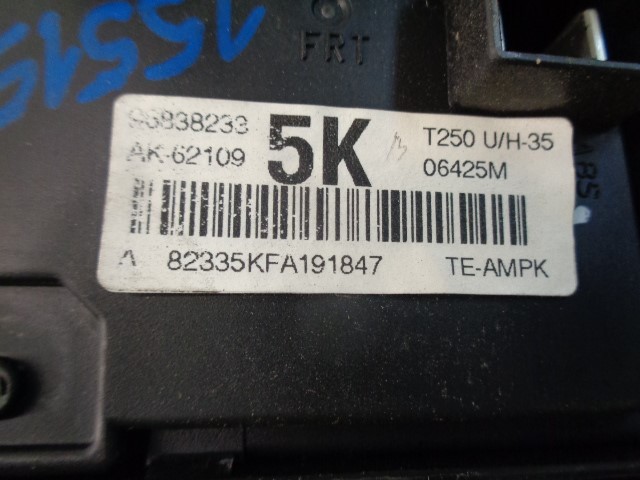 FRT
96838233
5K
T250 U/H-35
AK-62109
06425M
A 82335KFA191847 TE-AMPK